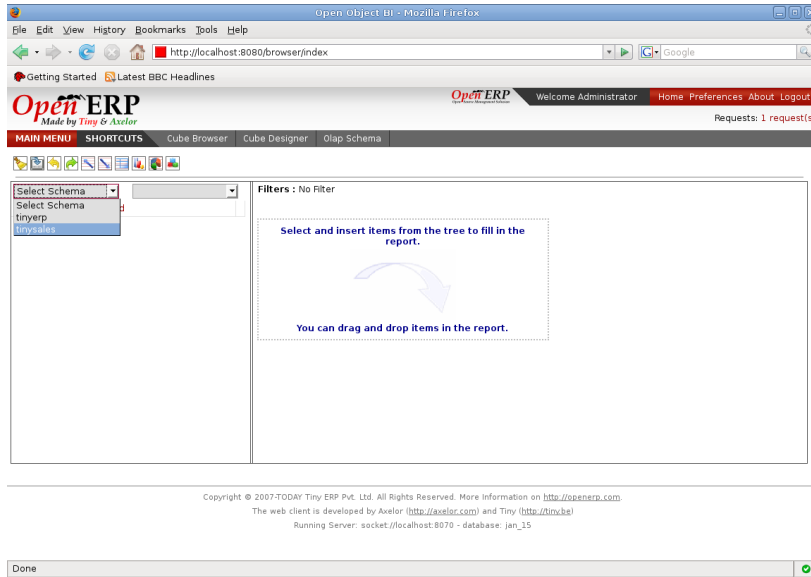 Open Object BI - Mozilla Firefox
File Edit View History Bookmarks Tools Help
http://localhost:8080/browser/index
G Google
Getting Started Latest BBC Headlines
Open ERP
Made by Tiny & Axelor
Open ERP Welcome Administrator Home Preferences About Logout
Requests: 1 request(s
MAIN MENU SHORTCUTS Cube Browser Cube Designer Olap Schema
Select Schema
Filters : No Filter
Select Schema
tinyerp
tinysales
Select and insert items from the tree to fill in the
report.
You can drag and drop items in the report.
Copyright © 2007-TODAY Tiny ERP Pvt. Ltd. All Rights Reserved. More Information on http://openerp.com.
The web client is developed by Axelor (http://axelor.com) and Tiny (http://tiny.be)
Running Server: socket://localhost:8070 - database: jan_15
Done